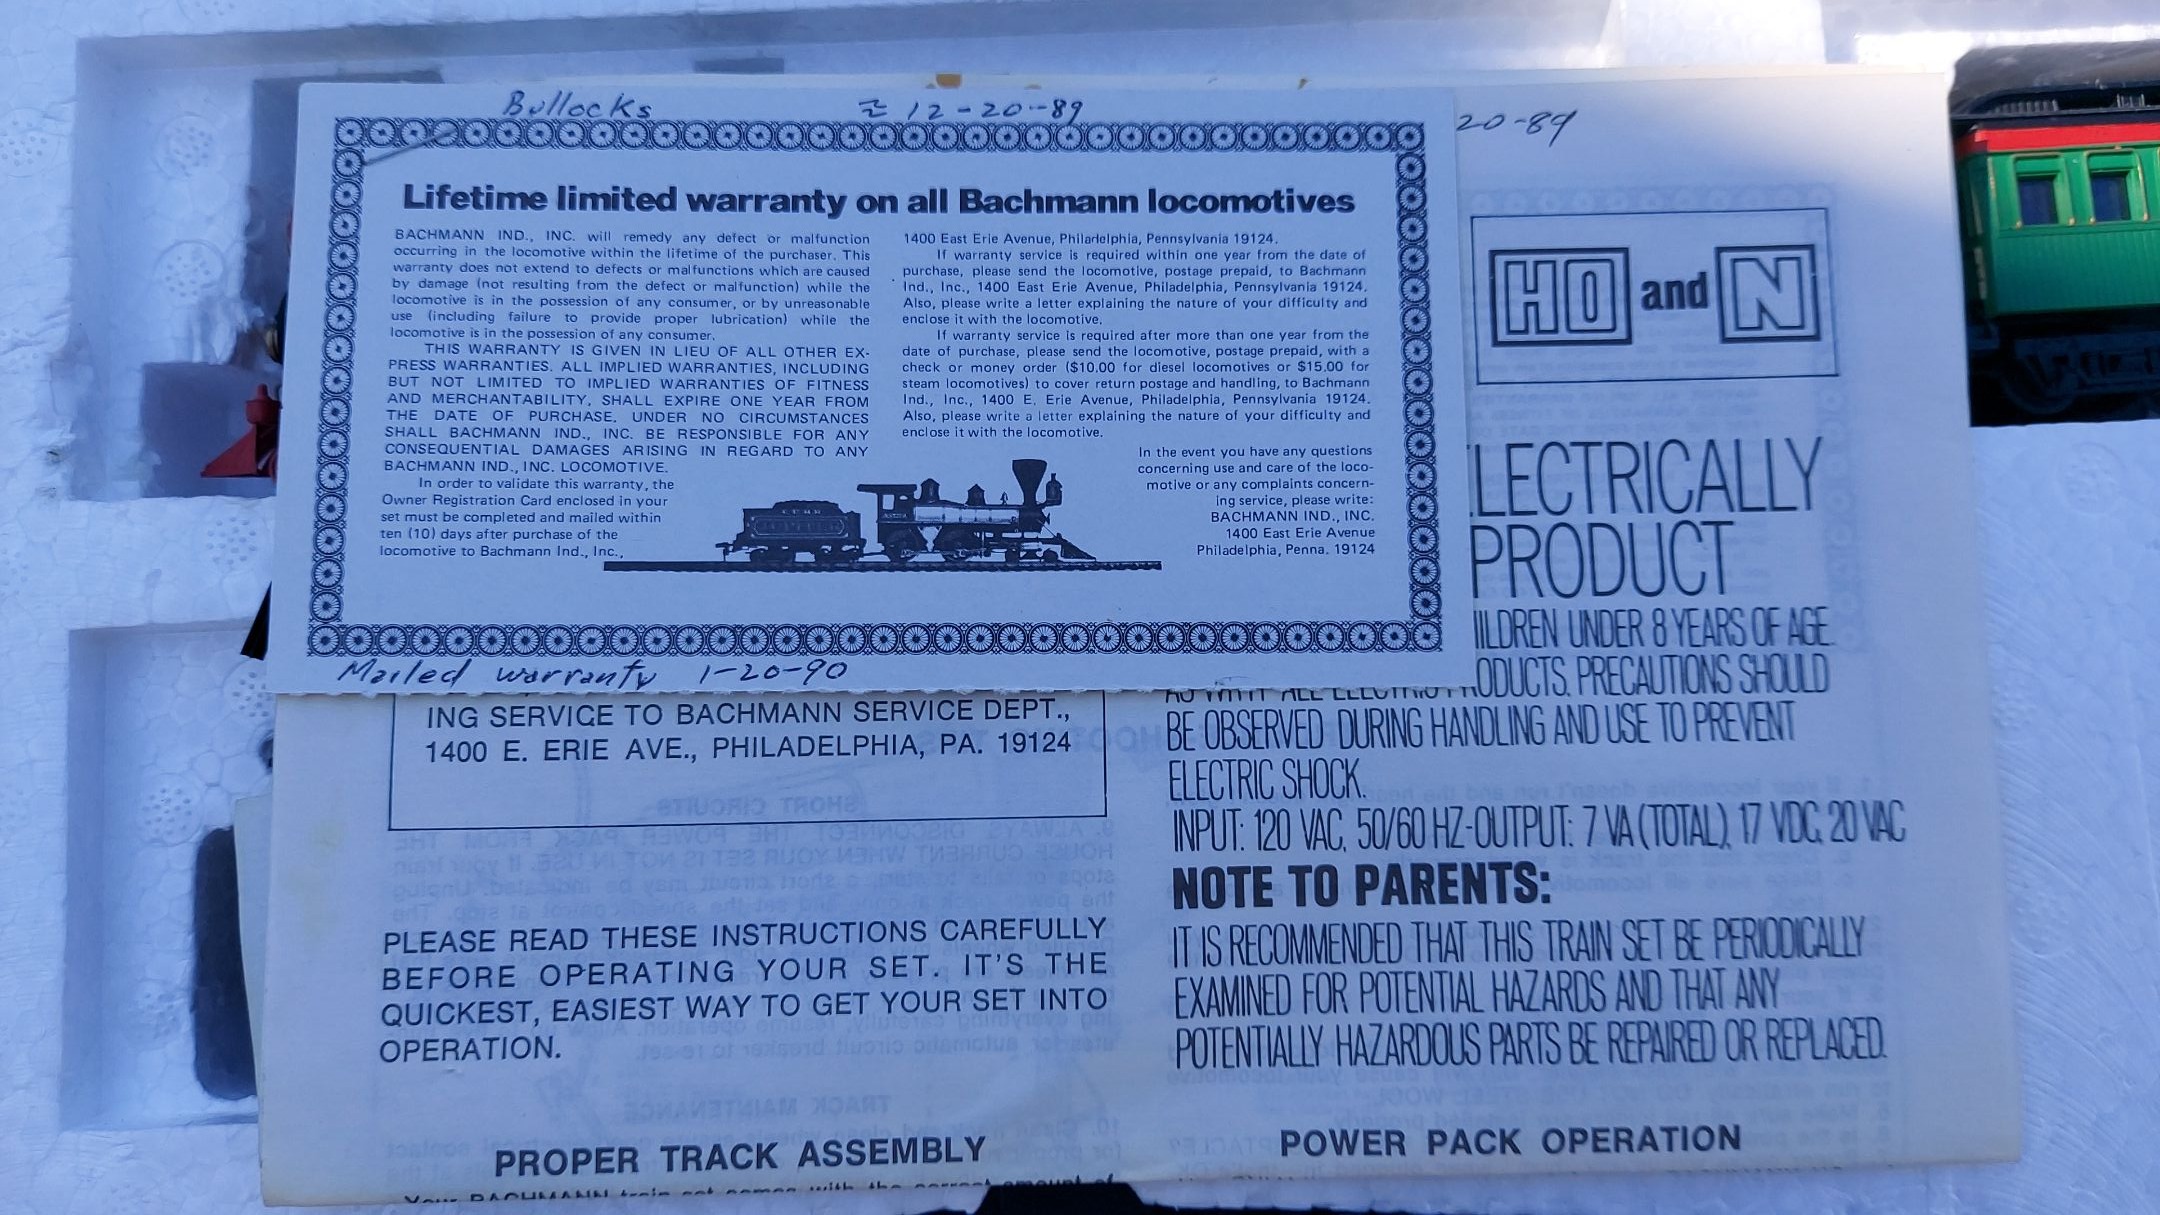 Bullocks 12-20-89
Lifetime limited warranty on all Bachmann locomotives
BACHMANN IND., INC. will remedy any defect or malfunction
occurring in the locomotive within the lifetime of the purchaser. This
warranty does not extend to defects or malfunctions which are caused
by damage (not resulting from the defect or malfunction) while the
locomotive is in the possession of any consumer, or by unreasonable
use (including failure to provide proper lubrication) while the
locomotive is in the possession of any consumer.
THIS WARRANTY IS GIVEN IN LIEU OF ALL OTHER EX-
PRESS WARRANTIES. ALL IMPLIED WARRANTIES, INCLUDING
BUT NOT LIMITED TO IMPLIED WARRANTIES OF FITNESS
AND MERCHANTABILITY, SHALL EXPIRE ONE YEAR FROM
THE DATE OF PURCHASE. UNDER NO CIRCUMSTANCES
SHALL BACHMANN IND., INC. BE RESPONSIBLE FOR ANY
CONSEQUENTIAL DAMAGES ARISING IN REGARD TO ANY
BACHMANN IND., INC. LOCOMOTIVE.
In order to validate this warranty, the
Owner Registration Card enclosed in your
set must be completed and mailed within
ten (10) days after purchase of the
locomotive to Bachmann Ind., Inc.,
1400 East Erie Avenue, Philadelphia, Pennsylvania 19124.
If warranty service is required within one year from the date of
purchase, please send the locomotive, postage prepaid, to Bachmann
Ind., Inc., 1400 East Erie Avenue, Philadelphia, Pennsylvania 19124.
Also, please write a letter explaining the nature of your difficulty and
enclose it with the locomotive.
If warranty service is required after more than one year from the
date of purchase, please send the locomotive, postage prepaid, with a
check or money order ($10.00 for diesel locomotives or $15.00 for
steam locomotives) to cover return postage and handling, to Bachmann
Ind., Inc., 1400 E. Erie Avenue, Philadelphia, Pennsylvania 19124.
Also, please write a letter explaining the nature of your difficulty and
enclose it with the locomotive.
In the event you have any questions
concerning use and care of the loco-
motive or any complaints concern-
ing service, please write:
BACHMANN IND., INC.
1400 East Erie Avenue
Philadelphia, Penna. 19124
Mailed warranty 1-20-90
20-89
HO and N
LECTRICALLY
PRODUCT
ILDREN UNDER 8 YEARS OF AGE.
AS WITH ALL ELECTRIC PRODUCTS, PRECAUTIONS SHOULD
BE OBSERVED DURING HANDLING AND USE TO PREVENT
ELECTRIC SHOCK.
INPUT: 120 VAC, 50/60 HZ-OUTPUT: 7 VA (TOTAL), 17 VDC, 20 VAC
NOTE TO PARENTS:
IT IS RECOMMENDED THAT THIS TRAIN SET BE PERIODICALLY
EXAMINED FOR POTENTIAL HAZARDS AND THAT ANY
POTENTIALLY HAZARDOUS PARTS BE REPAIRED OR REPLACED.
POWER PACK OPERATION
ING SERVICE TO BACHMANN SERVICE DEPT.,
1400 E. ERIE AVE., PHILADELPHIA, PA. 19124
PLEASE READ THESE INSTRUCTIONS CAREFULLY
BEFORE OPERATING YOUR SET. IT'S THE
QUICKEST, EASIEST WAY TO GET YOUR SET INTO
OPERATION.
PROPER TRACK ASSEMBLY
Your BACHMANN train set comes with the correct amount of